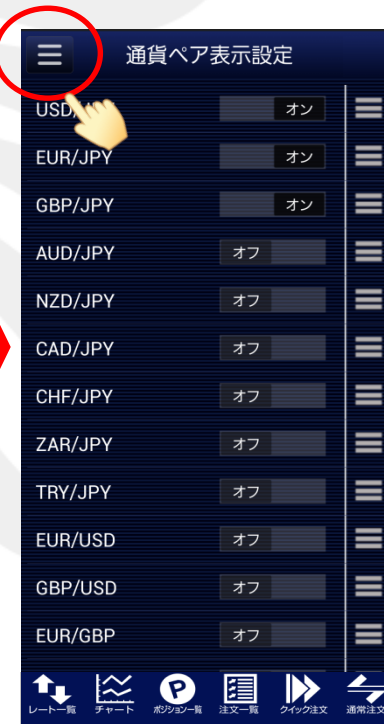 通貨ペア表示設定
USD/
オン
EUR/JPY
オン
GBP/JPY
オン
AUD/JPY
オフ
NZD/JPY
オフ
CAD/JPY
オフ
CHF/JPY
オフ
ZAR/JPY
オフ
TRY/JPY
オフ
EUR/USD
オフ
GBP/USD
オフ
EUR/GBP
オフ
レート一覧
チャート
ポジション一覧
注文一覧
クイック注文
通常注文